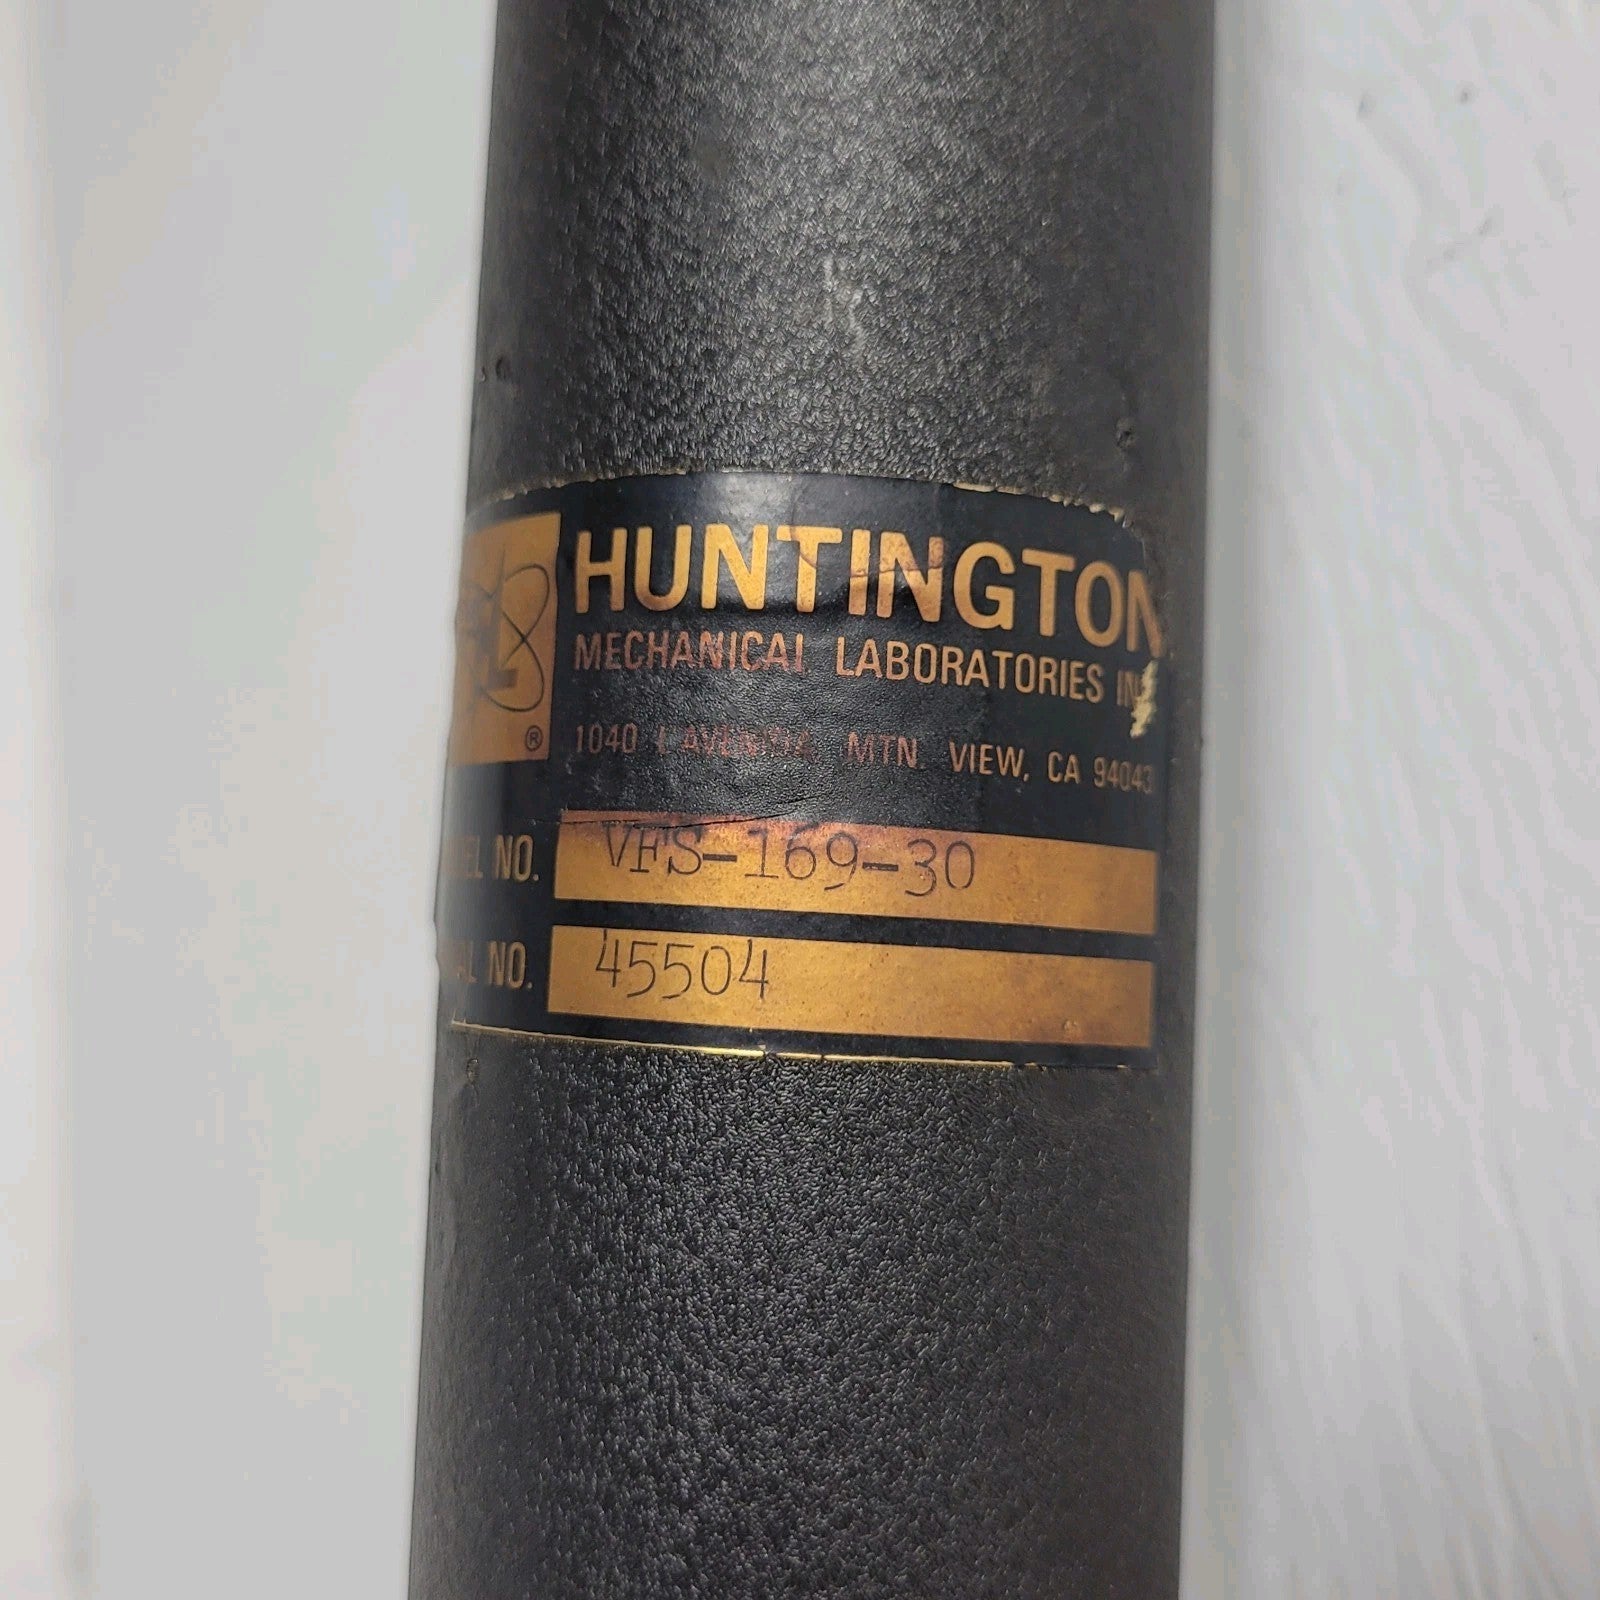 HUNTINGTON
MECHANICAL LABORATORIES
®
1040 MTN. VIEW, CA 94043
NO. VFS-169-30
NO. 45504